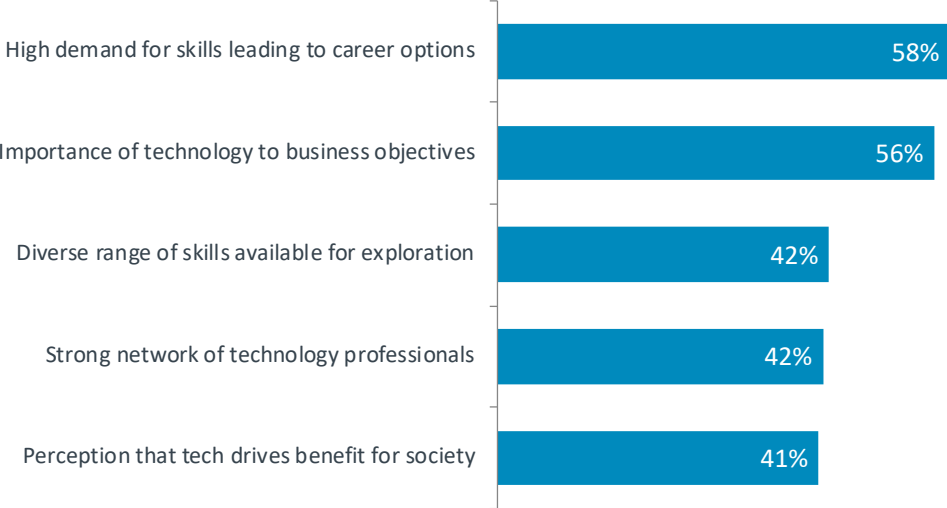 High demand for skills leading to career options
58%
Importance of technology to business objectives
56%
Diverse range of skills available for exploration
42%
Strong network of technology professionals
42%
Perception that tech drives benefit for society
41%